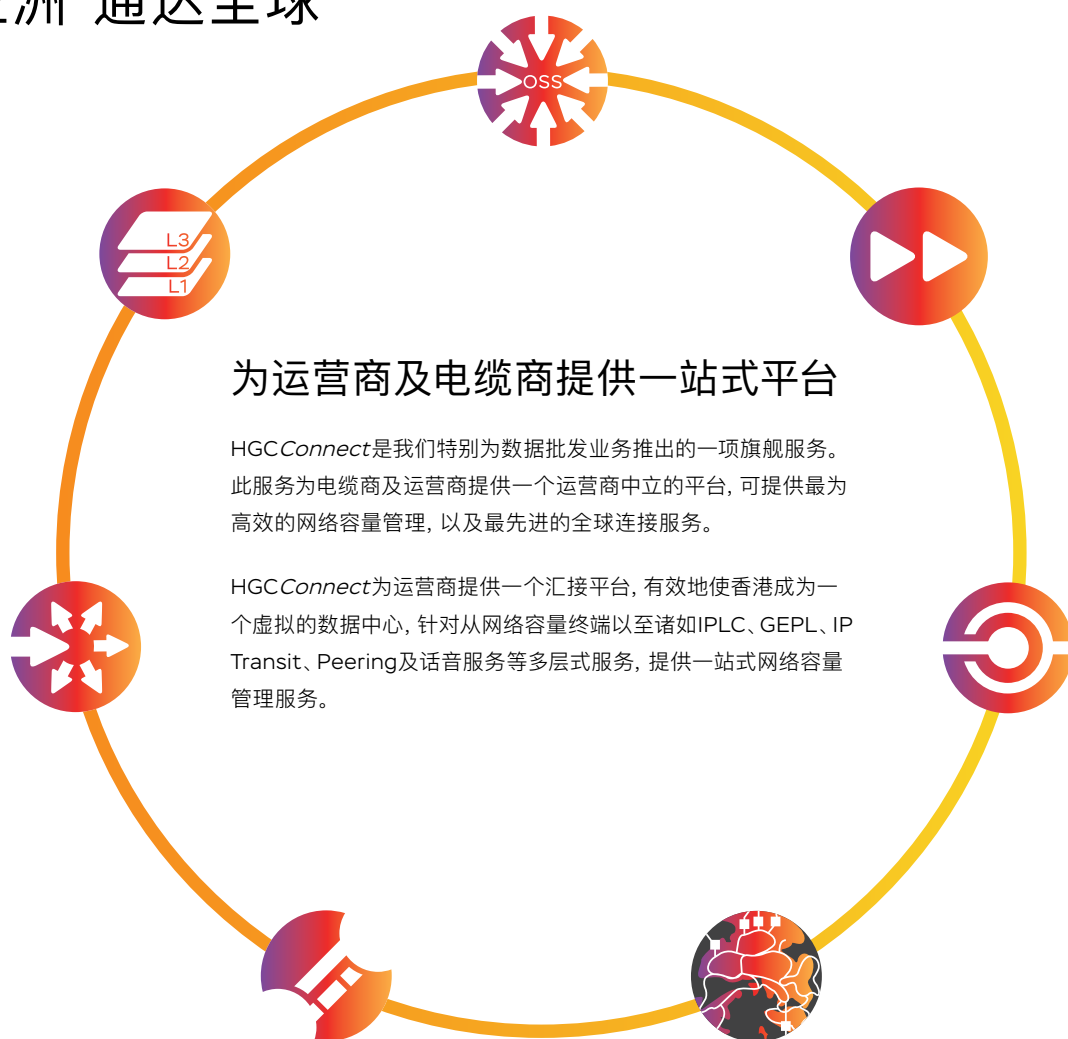 洲 通达全球
OSS
L3
L2
L1
为运营商及电缆商提供一站式平台
HGCConnect是我们特别为数据批发业务推出的一项旗舰服务。
此服务为电缆商及运营商提供一个运营商中立的平台, 可提供最为
高效的网络容量管理, 以及最先进的全球连接服务。
HGCConnect为运营商提供一个汇接平台, 有效地使香港成为一
个虚拟的数据中心, 针对从网络容量终端以至诸如IPLC、GEPL、IP
Transit、Peering及话音服务等多层式服务, 提供一站式网络容量
管理服务。